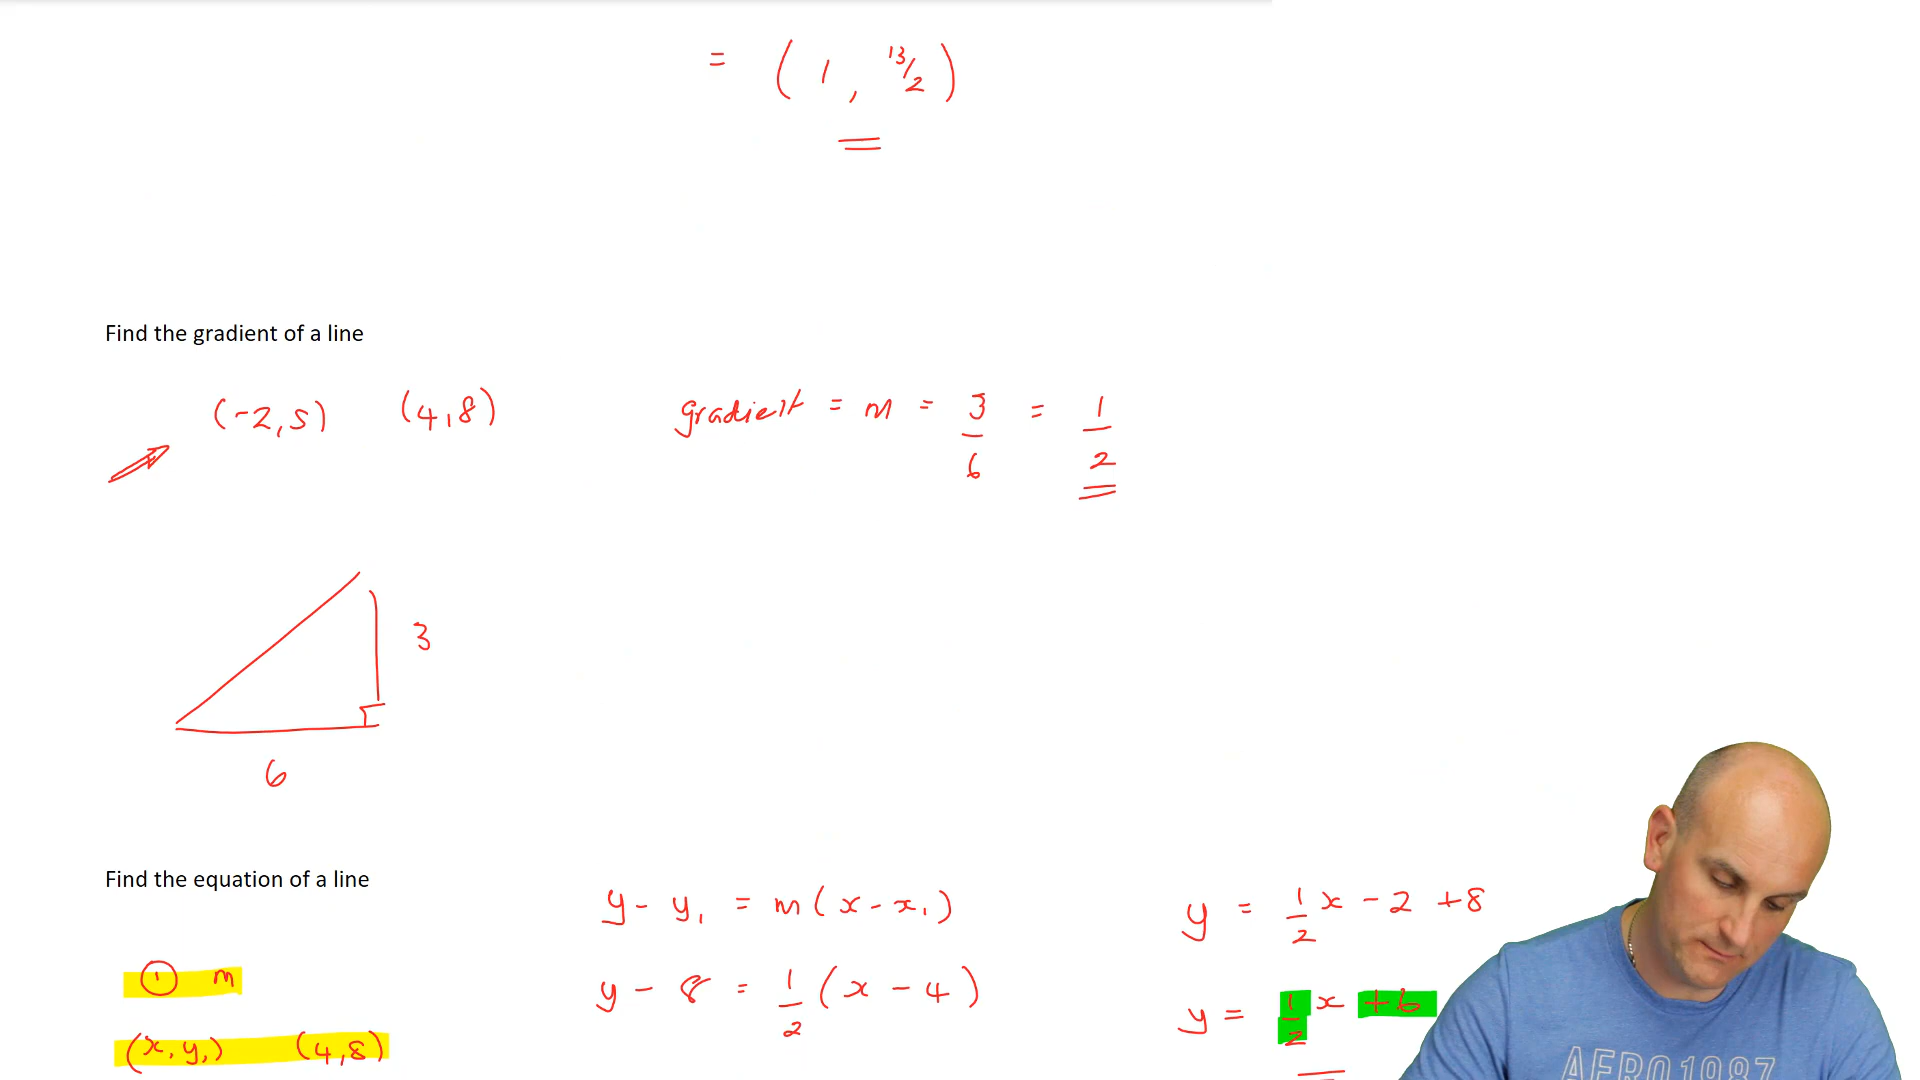 = (1, 13/2)
Find the gradient of a line
(-2,5) (4,8)
gradient = m = 3/6 = 1/2
3
6
Find the equation of a line
① m
(x,y₁) (4,8)
y - y₁ = m(x - x₁)
y - 8 = 1/2 (x - 4)
y = 1/2 x - 2 + 8
y = 1/2 x + 6
AERO 1987